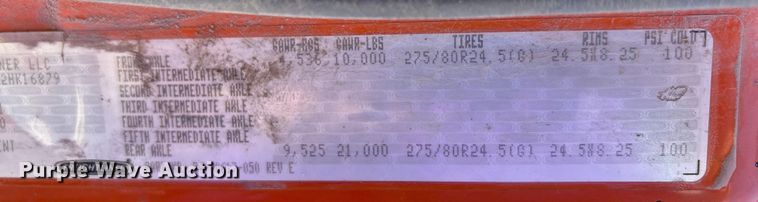 GAWR-KGS GAWR-LBS TIRES RIMS PSI COLD
NER LLC FRONT AXLE 4,536 10,000 275/80R24.5(G) 24.5X8.25 100
2HK16879 FIRST INTERMEDIATE AXLE
SECOND INTERMEDIATE AXLE
THIRD INTERMEDIATE AXLE
FOURTH INTERMEDIATE AXLE
FIFTH INTERMEDIATE AXLE
REAR AXLE 9,525 21,000 275/80R24.5(G) 24.5X8.25 100
050 REV E
Purple Wave Auction